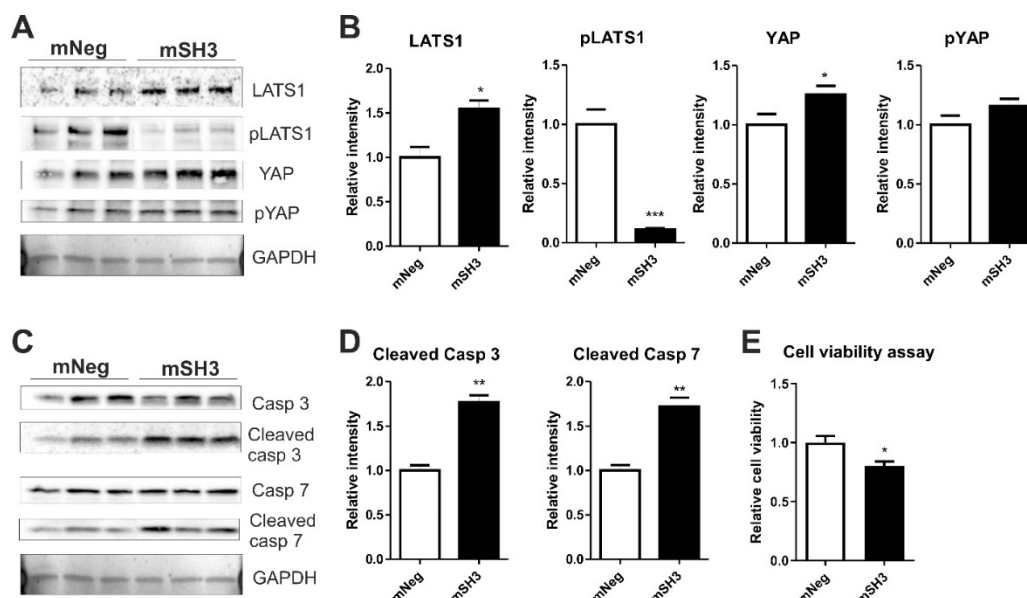 A
mNeg mSH3
LATS1
pLATS1
YAP
pYAP
GAPDH
B
LATS1
Relative intensity
2.0
1.5
1.0
0.5
0.0
*
mNeg
mSH3
pLATS1
Relative intensity
1.5
1.0
0.5
0.0
***
mNeg
mSH3
YAP
Relative intensity
1.5
1.0
0.5
0.0
*
mNeg
mSH3
pYAP
Relative intensity
1.5
1.0
0.5
0.0
mNeg
mSH3
C
mNeg mSH3
Casp 3
Cleaved
casp 3
Casp 7
Cleaved
casp 7
GAPDH
D
Cleaved Casp 3
Relative intensity
2.0
1.5
1.0
0.5
0.0
**
mNeg
mSH3
Cleaved Casp 7
Relative intensity
2.0
1.5
1.0
0.5
0.0
**
mNeg
mSH3
E
Cell viability assay
Relative cell viability
1.5
1.0
0.5
0.0
*
mNeg
mSH3